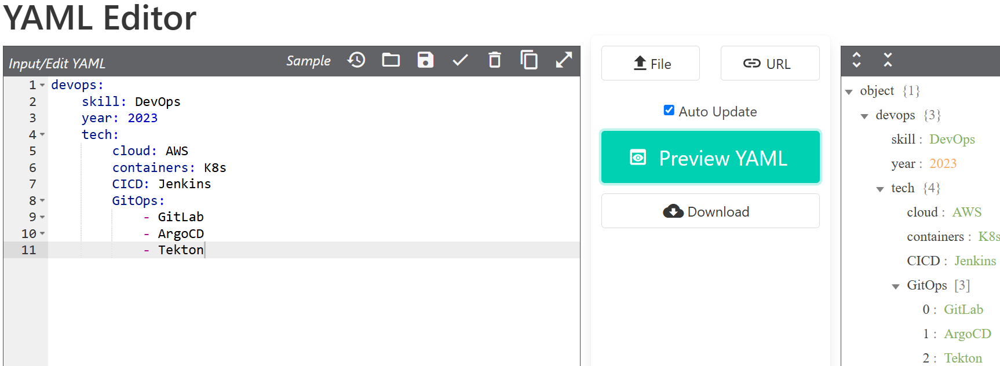 YAML Editor
Input/Edit YAML Sample
1 devops:
2 skill: DevOps
3 year: 2023
4 tech:
5 cloud: AWS
6 containers: K8s
7 CICD: Jenkins
8 GitOps:
9 - GitLab
10 - ArgoCD
11 - Tekton
File
URL
Auto Update
Preview YAML
Download
object {1}
devops {3}
skill : DevOps
year : 2023
tech {4}
cloud : AWS
containers : K8s
CICD : Jenkins
GitOps [3]
0 : GitLab
1 : ArgoCD
2 : Tekton